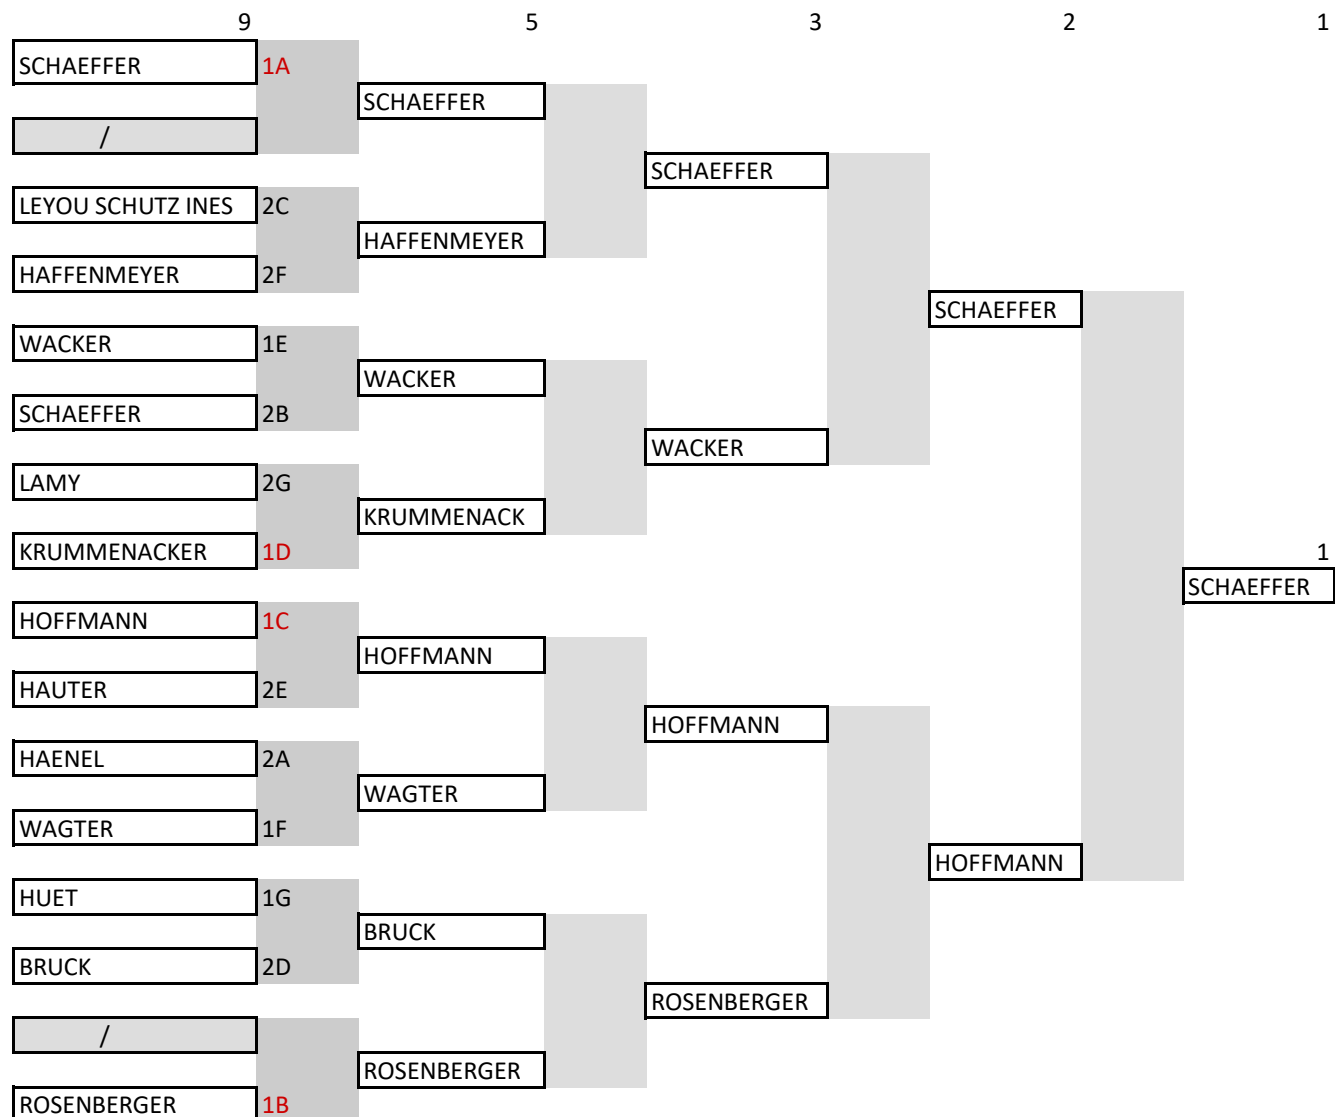 9 5 3 2 1
SCHAEFFER 1A
SCHAEFFER
/
SCHAEFFER
LEYOU SCHUTZ INES 2C
HAFFENMEYER
HAFFENMEYER 2F
SCHAEFFER
WACKER 1E
WACKER
SCHAEFFER 2B
WACKER
LAMY 2G
KRUMMENACK
KRUMMENACKER 1D
1
SCHAEFFER
HOFFMANN 1C
HOFFMANN
HAUTER 2E
HOFFMANN
HAENEL 2A
WAGTER
WAGTER 1F
HOFFMANN
HUET 1G
BRUCK
BRUCK 2D
ROSENBERGER
/
ROSENBERGER
ROSENBERGER 1B